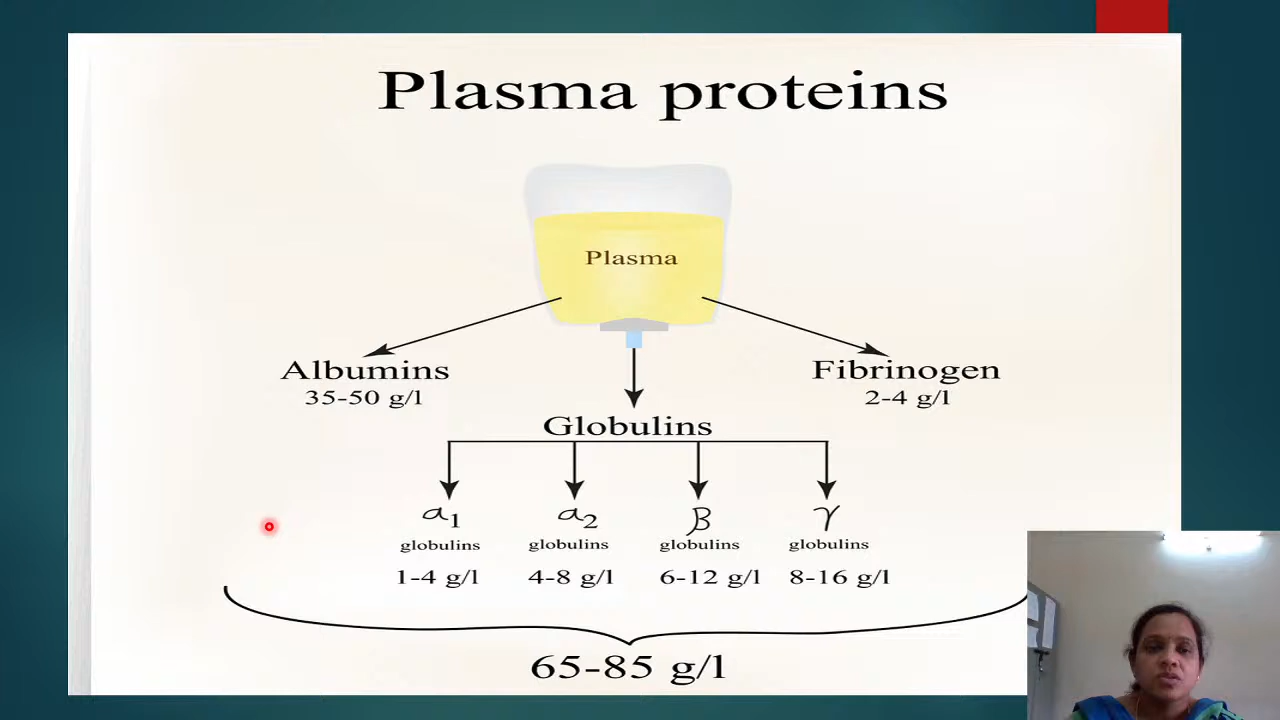 Plasma proteins
Plasma
Albumins
35-50 g/l
Fibrinogen
2-4 g/l
Globulins
α1 α2 β γ
globulins globulins globulins globulins
1-4 g/l 4-8 g/l 6-12 g/l 8-16 g/l
65-85 g/l